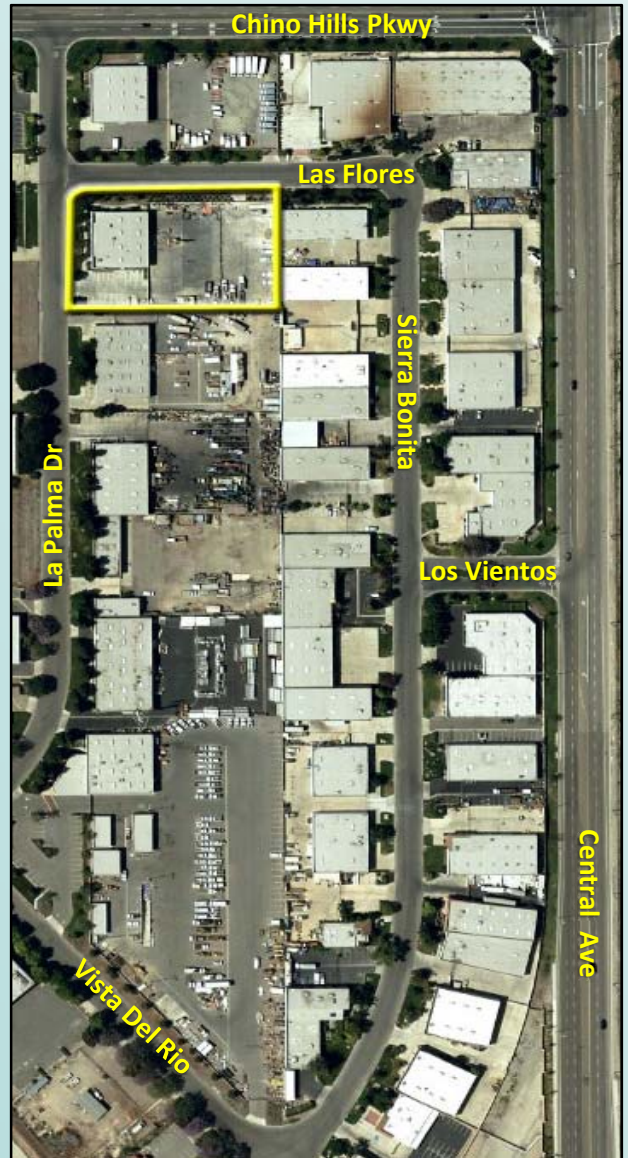 Chino Hills Pkwy
Las Flores
Sierra Bonita
La Palma Dr
Los Vientos
Central Ave
Vista Del Rio